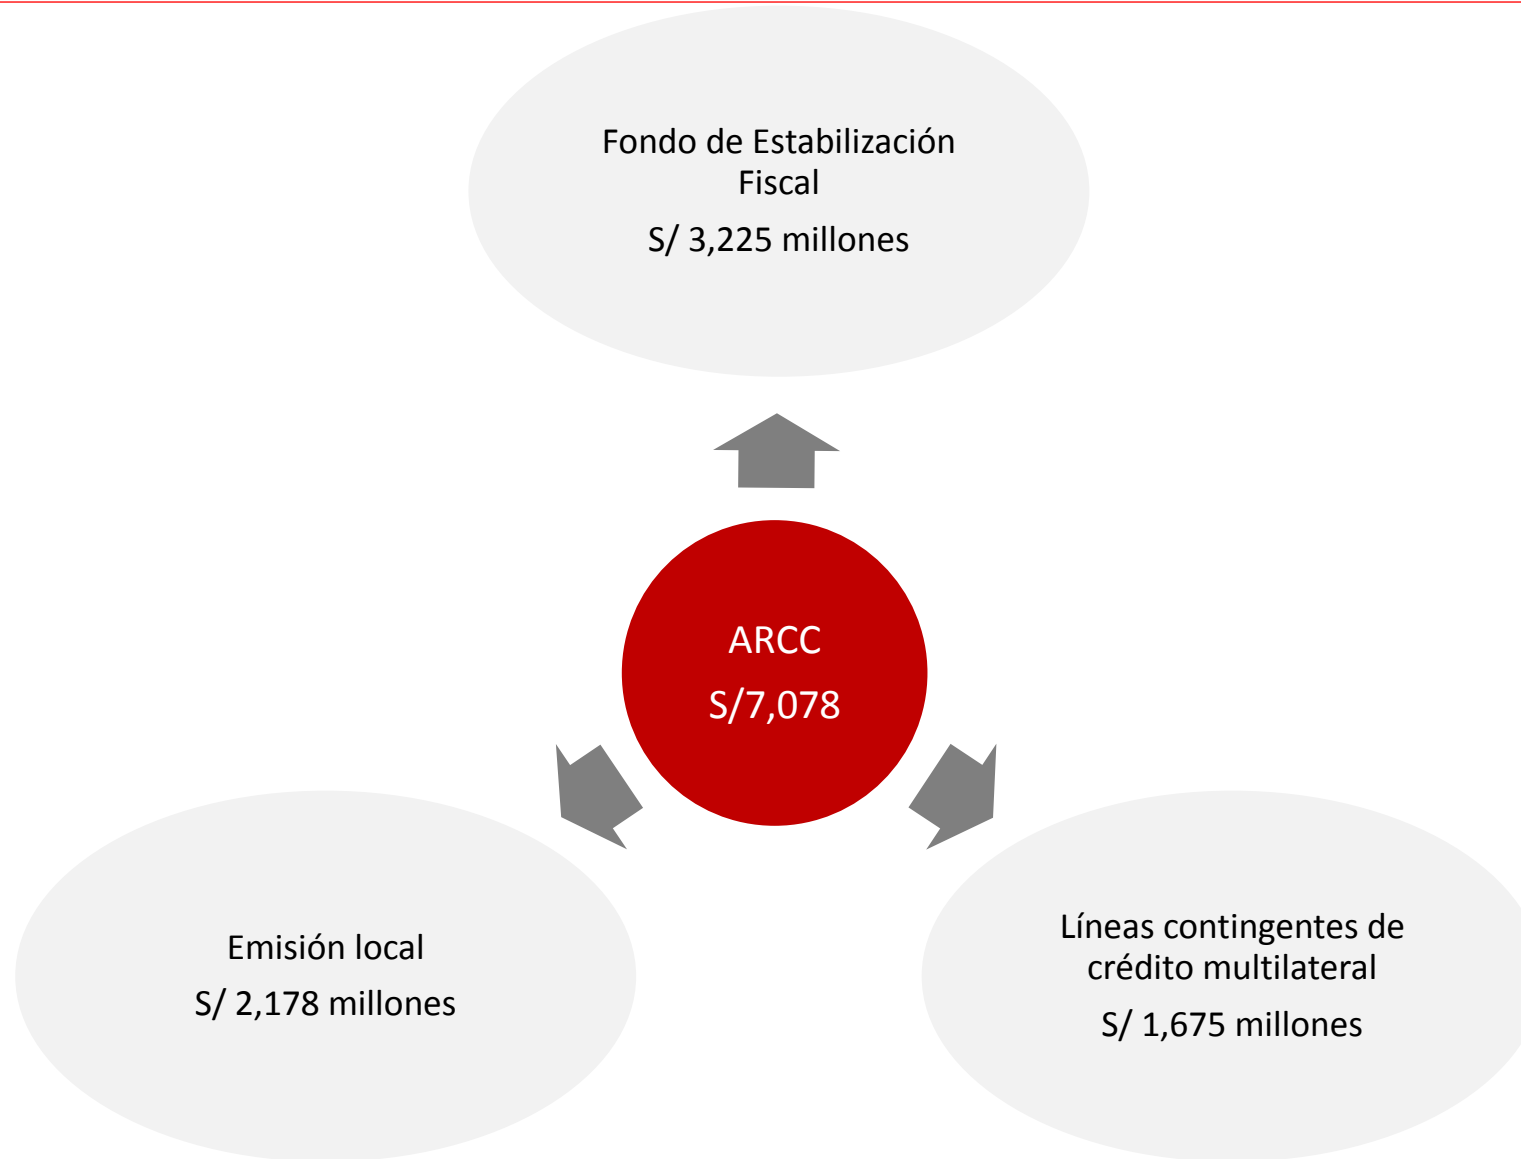 Fondo de Estabilización
Fiscal
S/ 3,225 millones
ARCC
S/7,078
Emisión local
S/ 2,178 millones
Líneas contingentes de
crédito multilateral
S/ 1,675 millones